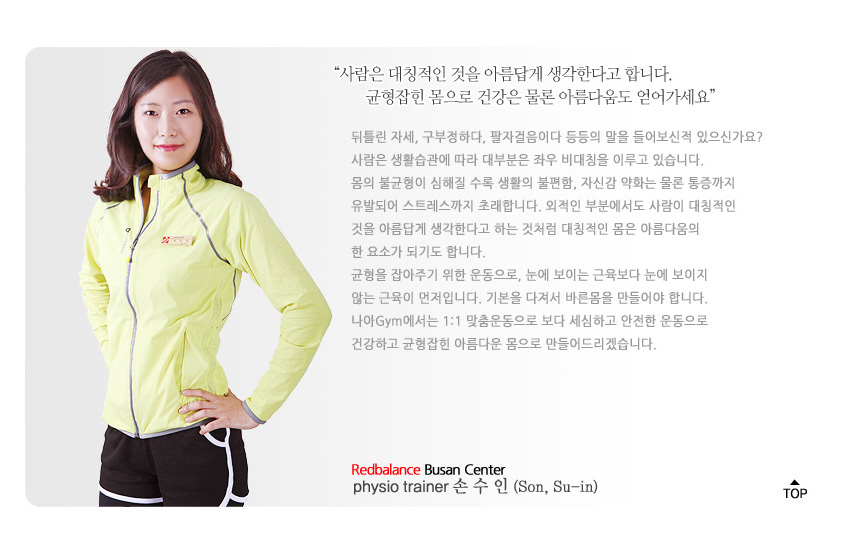 “사람은 대칭적인 것을 아름답게 생각한다고 합니다.
균형잡힌 몸으로 건강은 물론 아름다움도 얻어가세요”
뒤틀린 자세, 구부정하다, 팔자걸음이다 등등의 말을 들어보신적 있으신가요?
사람은 생활습관에 따라 대부분은 좌우 비대칭을 이루고 있습니다.
몸의 불균형이 심해질 수록 생활의 불편함, 자신감 약화는 물론 통증까지
유발되어 스트레스까지 초래합니다. 외적인 부분에서도 사람이 대칭적인
것을 아름답게 생각한다고 하는 것처럼 대칭적인 몸은 아름다움의
한 요소가 되기도 합니다.
균형을 잡아주기 위한 운동으로, 눈에 보이는 근육보다 눈에 보이지
않는 근육이 먼저입니다. 기본을 다져서 바른몸을 만들어야 합니다.
나아Gym에서는 1:1 맞춤운동으로 보다 세심하고 안전한 운동으로
건강하고 균형잡힌 아름다운 몸으로 만들어드리겠습니다.
Redbalance Busan Center
physio trainer 손 수 인 (Son, Su-in)
TOP